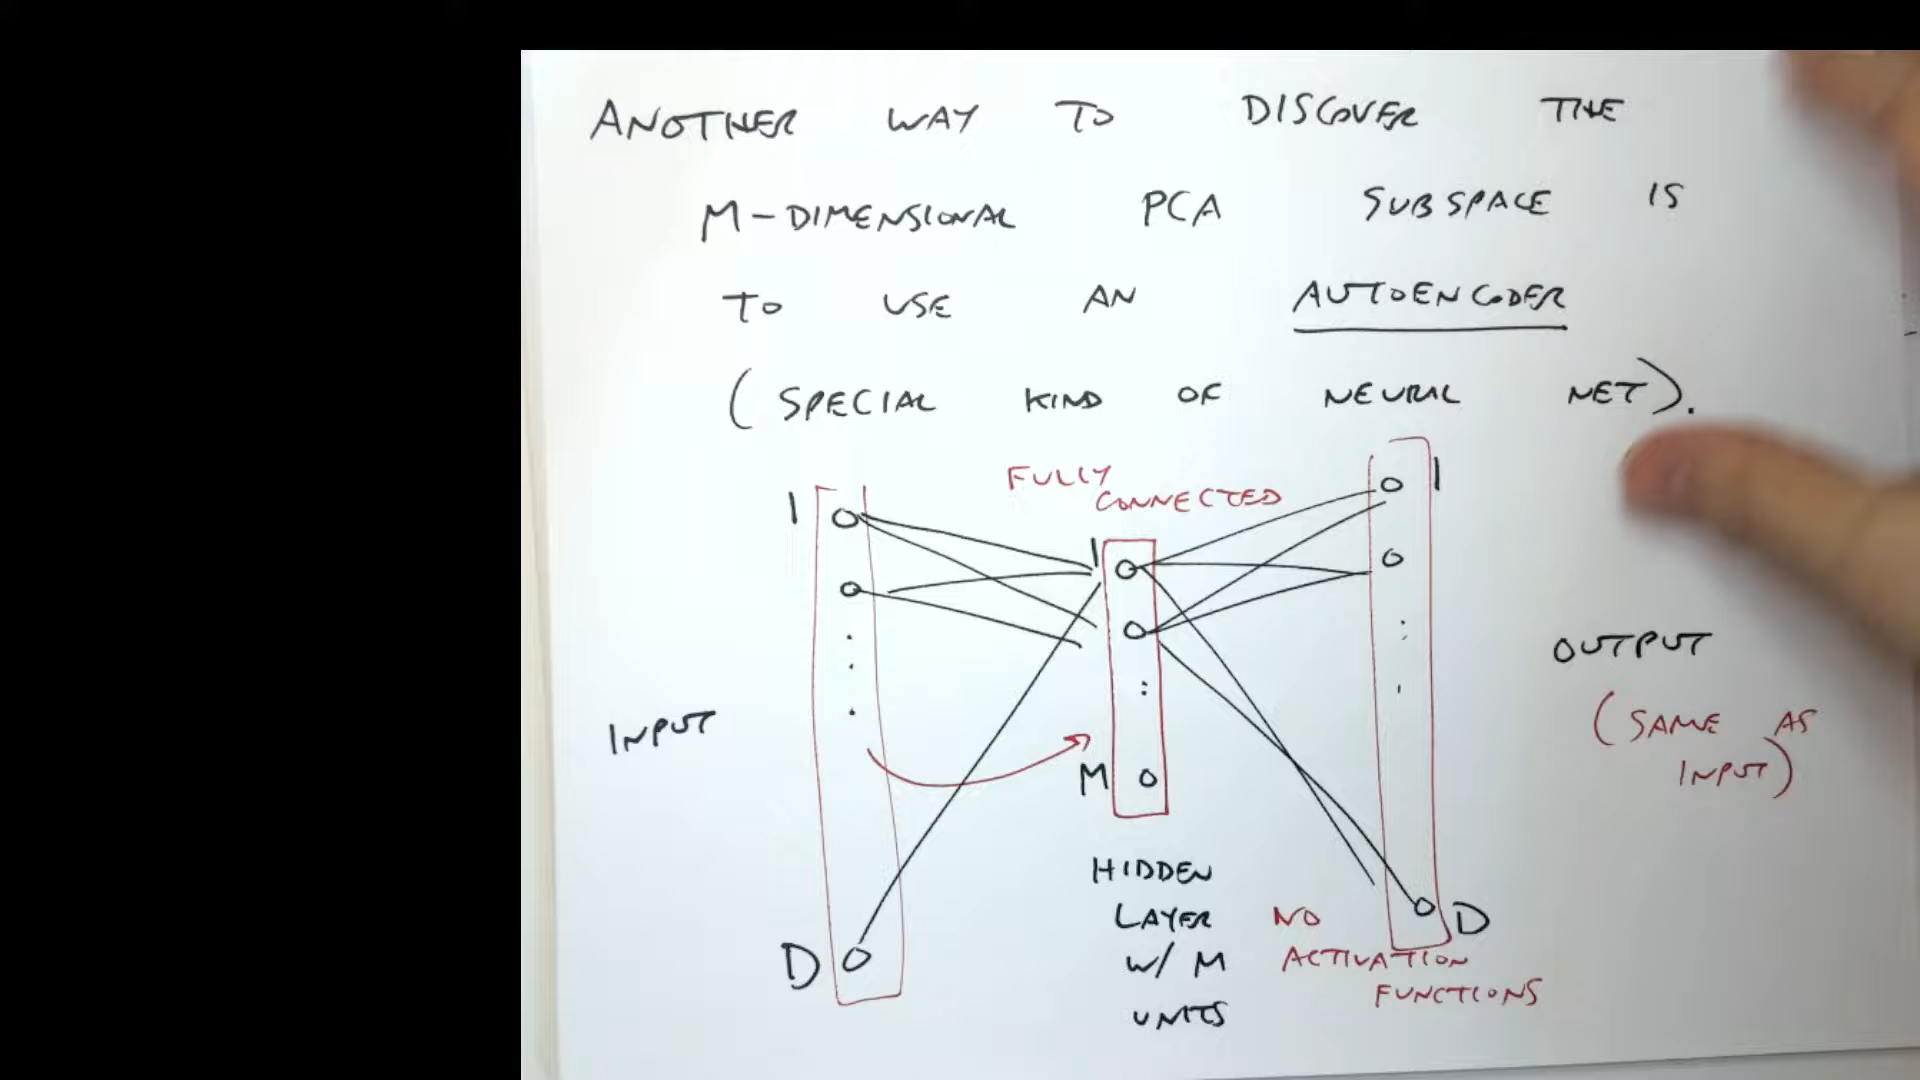 ANOTHER WAY TO DISCOVER THE
M-DIMENSIONAL PCA SUBSPACE IS
TO USE AN AUTOENCODER
(SPECIAL KIND OF NEURAL NET).
FULLY
CONNECTED
1 1 1
INPUT
OUTPUT
(SAME AS
INPUT)
M
D D
HIDDEN
LAYER
W/ M
UNITS
NO
ACTIVATION
FUNCTIONS